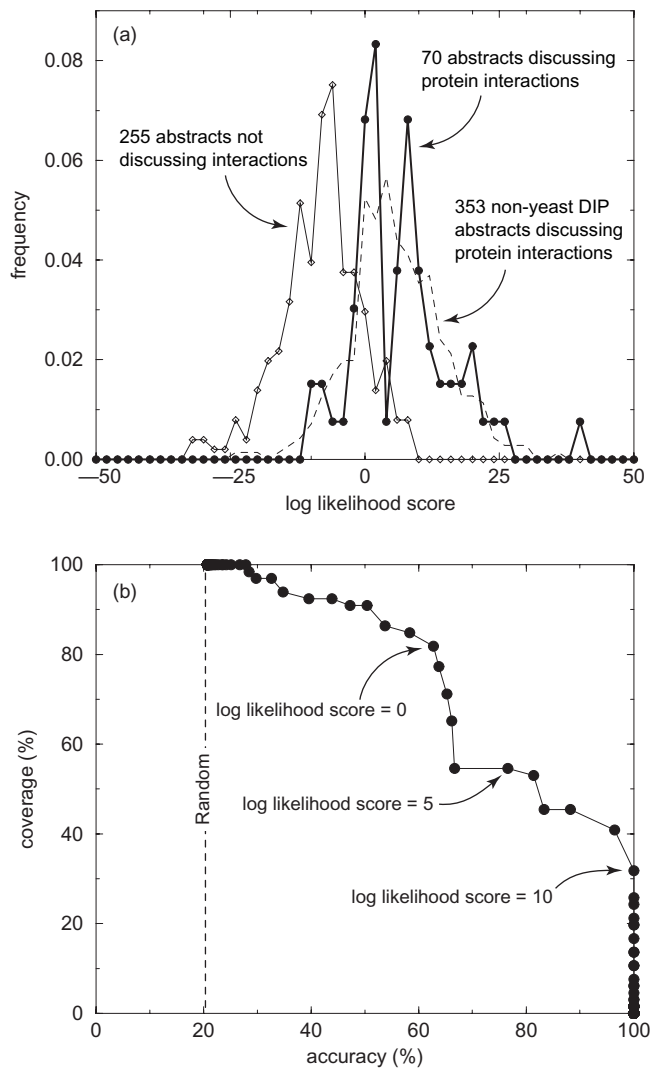 (a)
70 abstracts discussing
protein interactions
255 abstracts not
discussing interactions
353 non-yeast DIP
abstracts discussing
protein interactions
frequency
0.08
0.06
0.04
0.02
0.00
—50
—25
0
25
50
log likelihood score
(b)
100
80
60
40
20
0
coverage (%)
log likelihood score = 0
Random
log likelihood score = 5
log likelihood score = 10
0
20
40
60
80
100
accuracy (%)